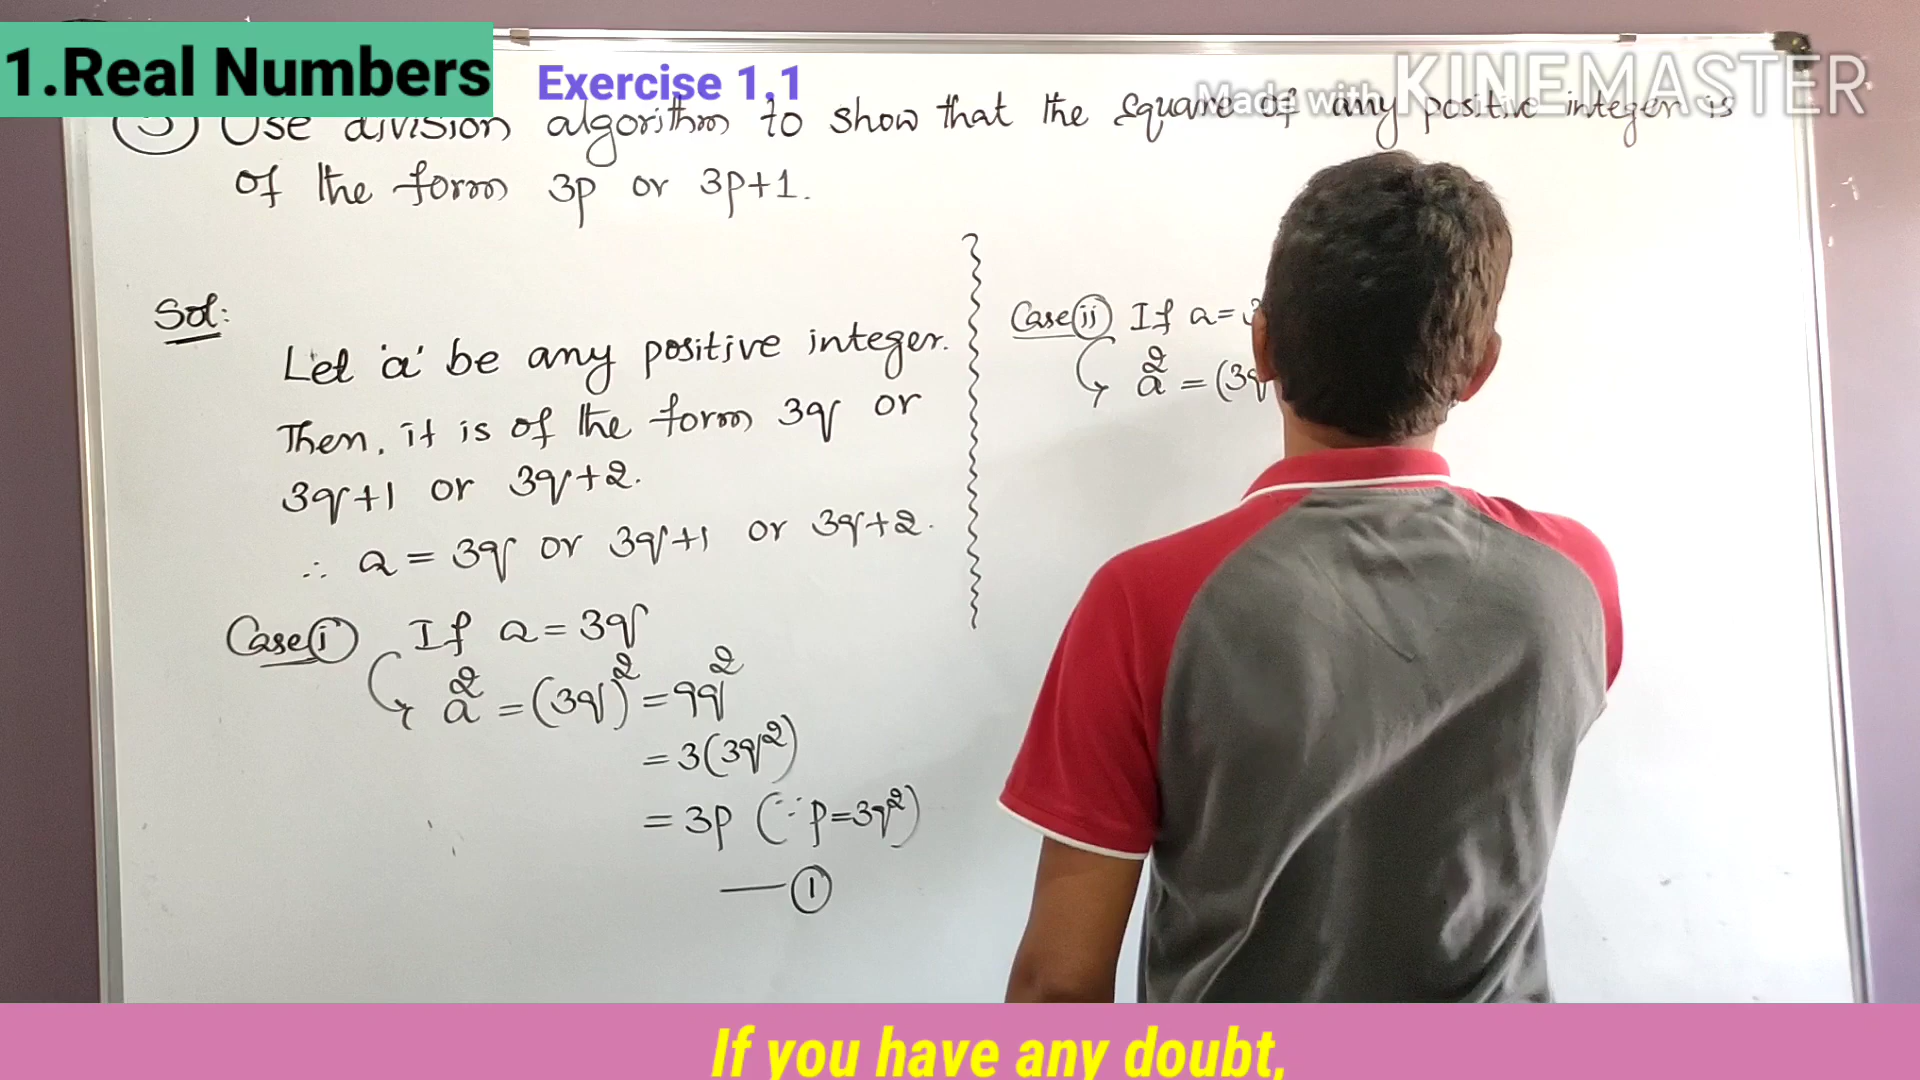 1.Real Numbers
Exercise 1,1
Made with KINEMASTER
③ Use division algorithm to show that the square of any positive integer is
of the form 3p or 3p+1.
Sol:
Let 'a' be any positive integer.
Then, it is of the form 3q or
3q+1 or 3q+2.
∴ a = 3q or 3q+1 or 3q+2.
Case (i) If a = 3q
a² = (3q)² = 9q²
= 3(3q²)
= 3p (∵ p=3q²)
— ①
Case (ii) If a = 3
a² = (3q
If you have any doubt,